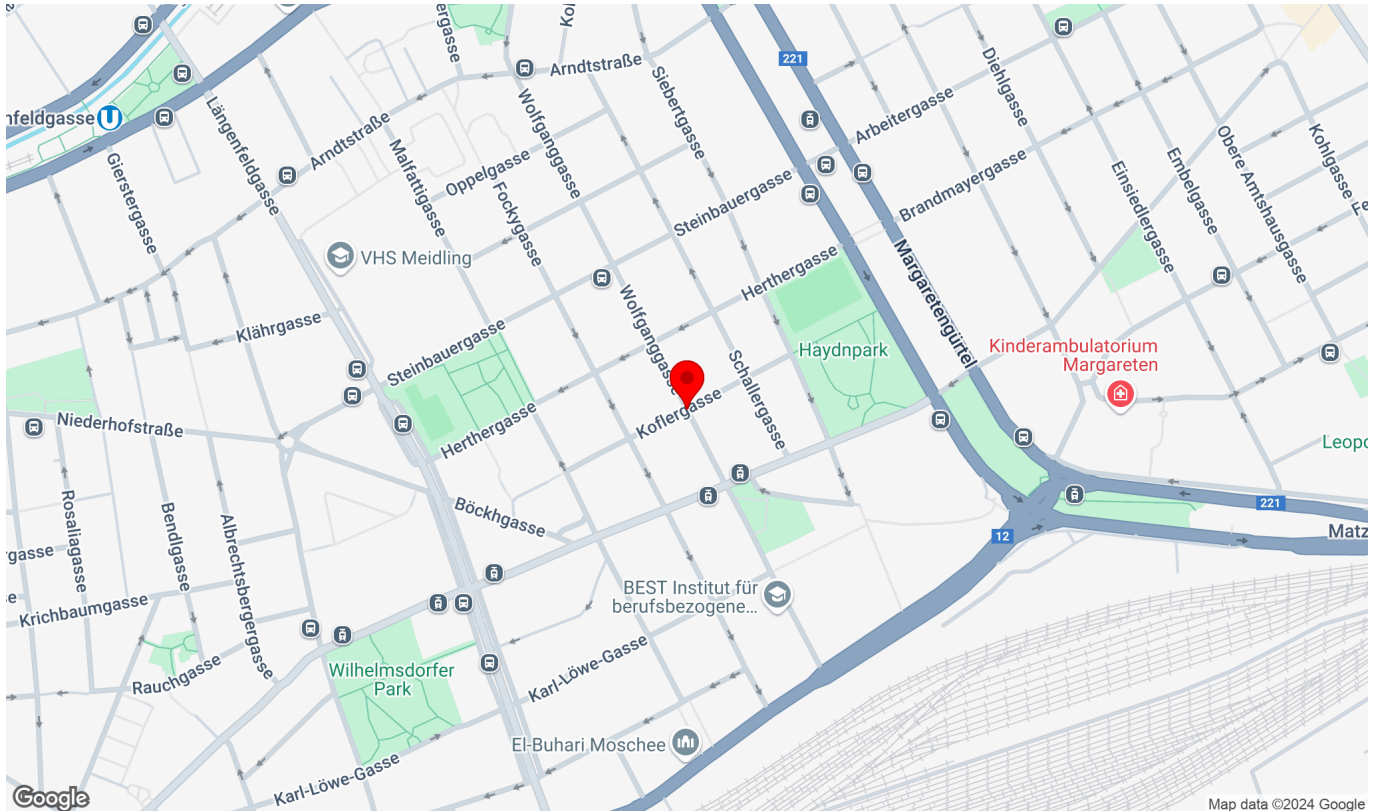 221
Arndtstraße
Siebertgasse
Diehlgasse
Arbeitergasse
Kohlgasse
Obere Amtshausgasse
Embelgasse
Einsiedlergasse
Brandmayergasse
nfeldgasse
Längenfeldgasse
Arndtstraße
Malfattigasse
Oppelgasse
Wolfganggasse
Fockygasse
Steinbauergasse
Gierstergasse
VHS Meidling
Herthergasse
Margaretengürtel
Wolfganggasse
Klährgasse
Steinbauergasse
Haydnpark
Schallergasse
Kinderambulatorium
Margareten
Koflergasse
Herthergasse
Niederhofstraße
Leopo
Rosaliagasse
Bendlgasse
Albrechtsbergergasse
Böckhgasse
221
12
Matz
rgasse
Krichbaumgasse
BEST Institut für
berufsbezogene…
Rauchgasse
Wilhelmsdorfer
Park
Karl-Löwe-Gasse
El-Buhari Moschee
Karl-Löwe-Gasse
Google
Map data ©2024 Google